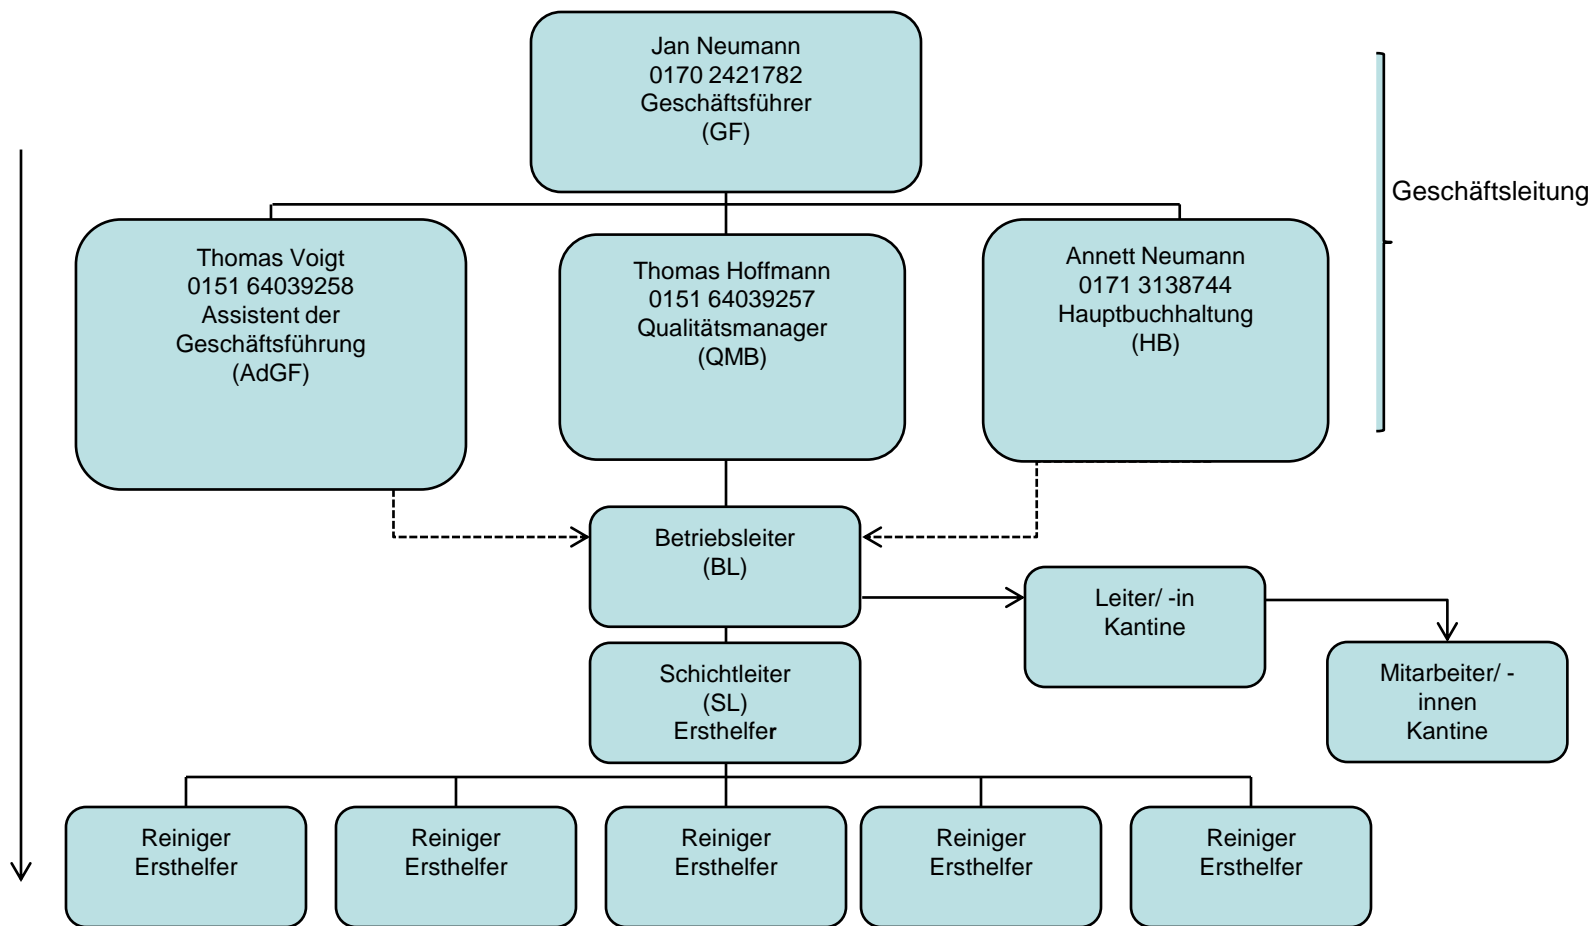 Jan Neumann
0170 2421782
Geschäftsführer
(GF)
Geschäftsleitung
Thomas Voigt
0151 64039258
Assistent der
Geschäftsführung
(AdGF)
Thomas Hoffmann
0151 64039257
Qualitätsmanager
(QMB)
Annett Neumann
0171 3138744
Hauptbuchhaltung
(HB)
Betriebsleiter
(BL)
Leiter/ -in
Kantine
Mitarbeiter/ -
innen
Kantine
Schichtleiter
(SL)
Ersthelfer
Reiniger
Ersthelfer
Reiniger
Ersthelfer
Reiniger
Ersthelfer
Reiniger
Ersthelfer
Reiniger
Ersthelfer